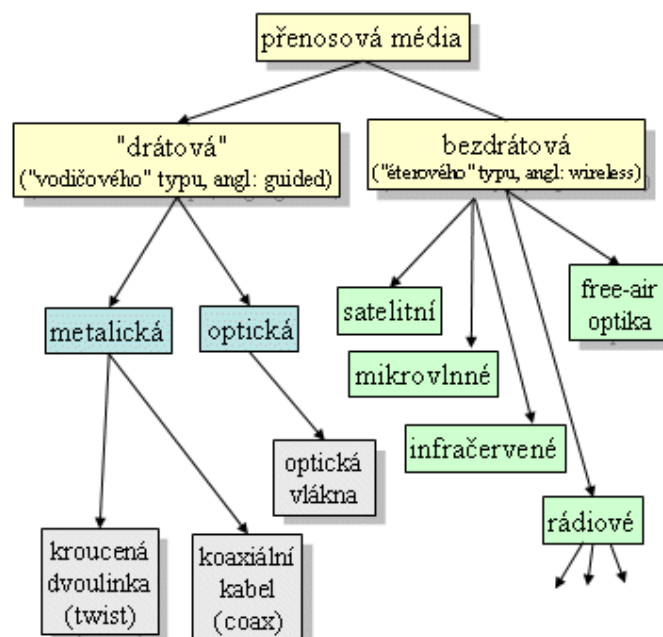 přenosová média
"drátová"
("vodičového" typu, angl: guided)
bezdrátová
("éterového" typu, angl: wireless)
metalická
optická
satelitní
free-air
optika
mikrovlnné
infračervené
optická
vlákna
rádiové
kroucená
dvoulinka
(twist)
koaxiální
kabel
(coax)